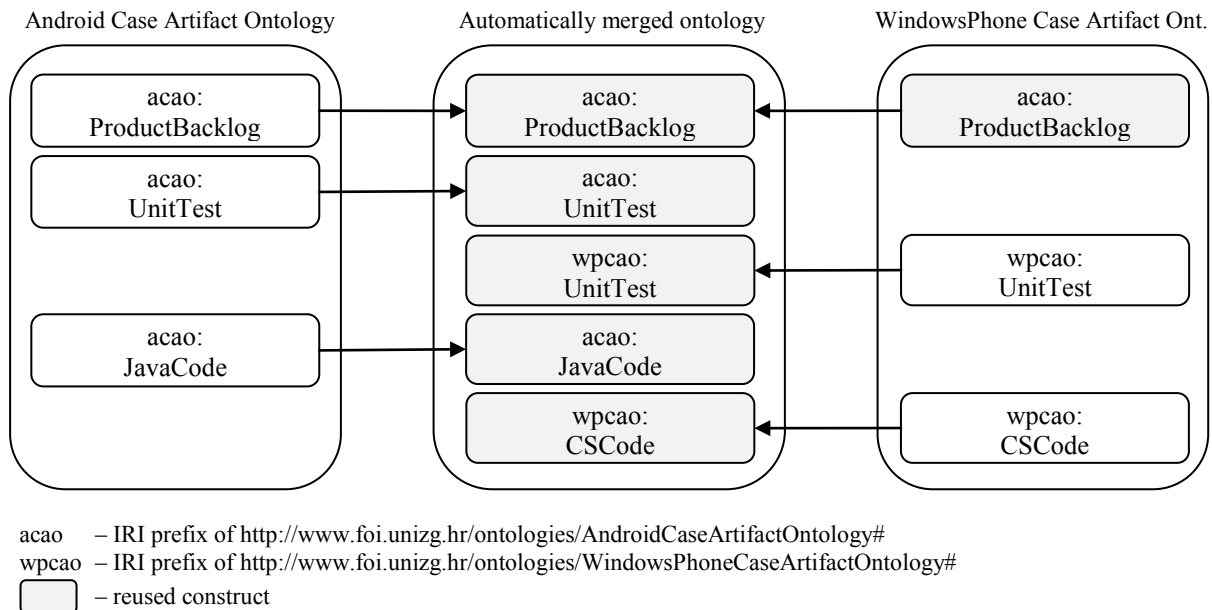 Android Case Artifact Ontology
Automatically merged ontology
WindowsPhone Case Artifact Ont.
acao:
ProductBacklog
acao:
ProductBacklog
acao:
ProductBacklog
acao:
UnitTest
acao:
UnitTest
wpcao:
UnitTest
wpcao:
UnitTest
acao:
JavaCode
acao:
JavaCode
wpcao:
CSCode
wpcao:
CSCode
acao – IRI prefix of http://www.foi.unizg.hr/ontologies/AndroidCaseArtifactOntology#
wpcao – IRI prefix of http://www.foi.unizg.hr/ontologies/WindowsPhoneCaseArtifactOntology#
– reused construct